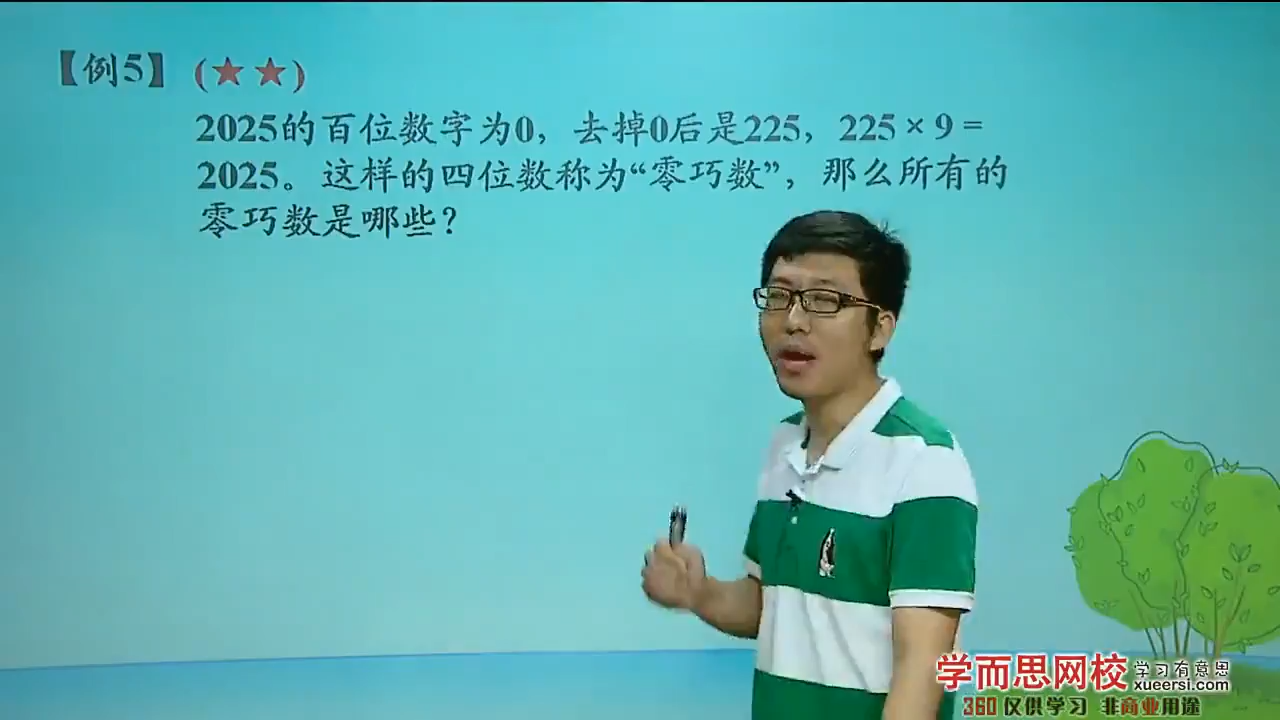 【例5】(★★)
2025的百位数字为0，去掉0后是225，225×9=
2025。这样的四位数称为“零巧数”，那么所有的
零巧数是哪些？
学而思网校 学习有意思
xueersi.com
360 仅供学习 非商业用途